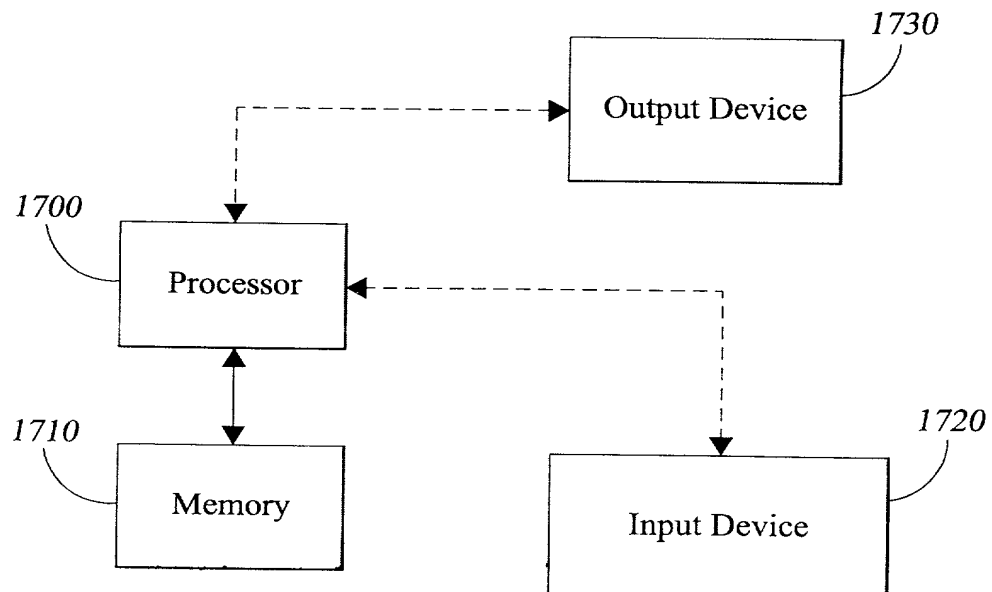 1730
Output Device
1700
Processor
1710
1720
Memory
Input Device